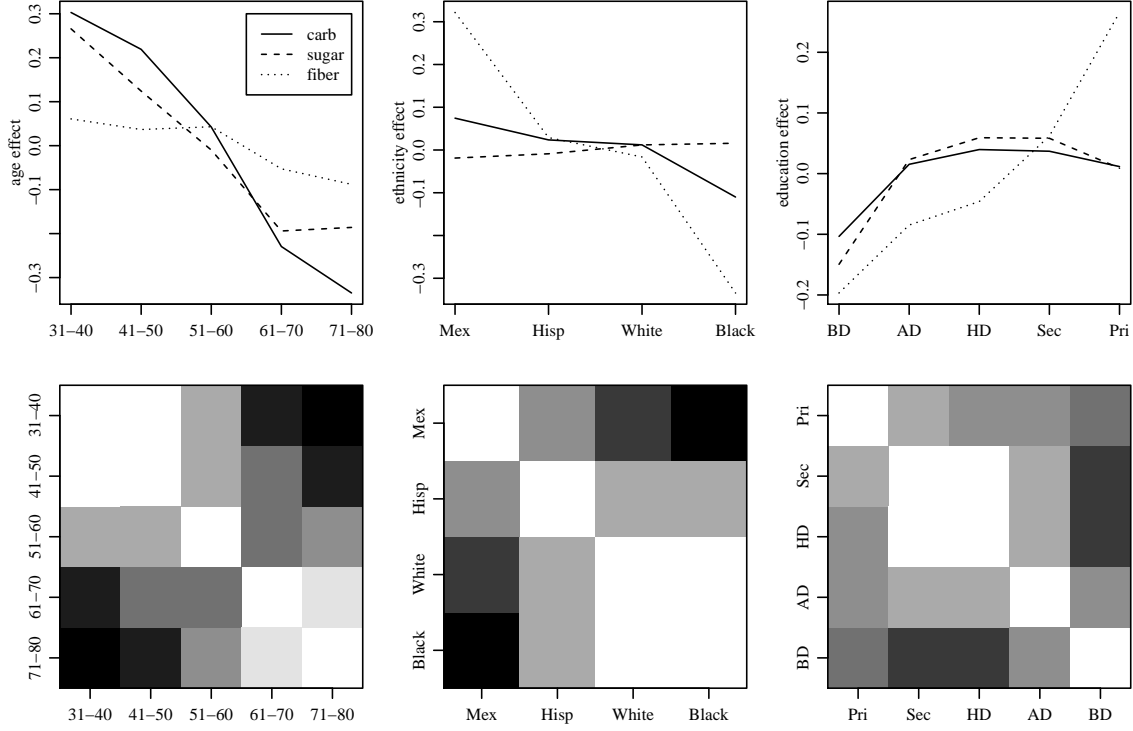 age effect
0.3
0.2
0.1
0.0
−0.1
−0.3
carb
sugar
fiber
31−40 41−50 51−60 61−70 71−80
ethnicity effect
0.3
0.1
−0.1
−0.3
Mex Hisp White Black
education effect
0.2
0.1
0.0
−0.1
−0.2
BD AD HD Sec Pri
31−40
41−50
51−60
61−70
71−80
31−40 41−50 51−60 61−70 71−80
Mex
Hisp
White
Black
Mex Hisp White Black
Pri
Sec
HD
AD
BD
Pri Sec HD AD BD